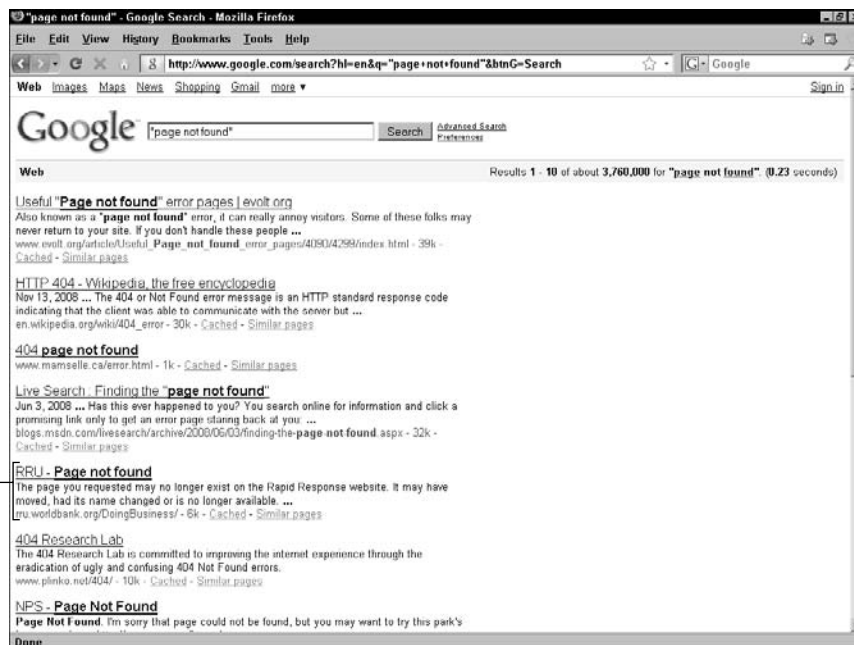 "page not found" - Google Search - Mozilla Firefox
File Edit View History Bookmarks Tools Help
http://www.google.com/search?hl=en&q="page+not+found"&btnG=Search
Google
Web Images Maps News Shopping Gmail more ▼
Sign in
Google
"page not found"
Search
Advanced Search
Preferences
Web
Results 1 - 10 of about 3,760,000 for "page not found". (0.23 seconds)
Useful "Page not found" error pages | evolt.org
Also known as a "page not found" error, it can really annoy visitors. Some of these folks may
never return to your site. If you don't handle these people ...
www.evolt.org/article/Useful_Page_not_found_error_pages/4090/4299/index.html - 39k -
Cached - Similar pages
HTTP 404 - Wikipedia, the free encyclopedia
Nov 13, 2008 ... The 404 or Not Found error message is an HTTP standard response code
indicating that the client was able to communicate with the server but ...
en.wikipedia.org/wiki/404_error - 30k - Cached - Similar pages
404 page not found
www.mamselle.ca/error.html - 1k - Cached - Similar pages
Live Search : Finding the "page not found"
Jun 3, 2008 ... Has this ever happened to you? You search online for information and click a
promising link only to get an error page staring back at you: ...
blogs.msdn.com/livesearch/archive/2008/06/03/finding-the-page-not-found.aspx - 32k -
Cached - Similar pages
RRU - Page not found
The page you requested may no longer exist on the Rapid Response website. It may have
moved, had its name changed or is no longer available. ...
rru.worldbank.org/DoingBusiness/ - 6k - Cached - Similar pages
404 Research Lab
The 404 Research Lab is committed to improving the internet experience through the
eradication of ugly and confusing 404 Not Found errors.
www.plinko.net/404/ - 10k - Cached - Similar pages
NPS - Page Not Found
Page Not Found. I'm sorry that page could not be found, but you may want to try this park's
Done